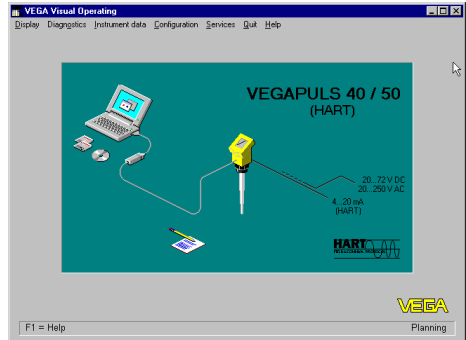 VEGA Visual Operating
Display Diagnostics Instrument data Configuration Services Quit Help
VEGAPULS 40 / 50
(HART)
20...72 V DC
20...250 V AC
4...20 mA
(HART)
HART
VEGA
F1 = Help Planning